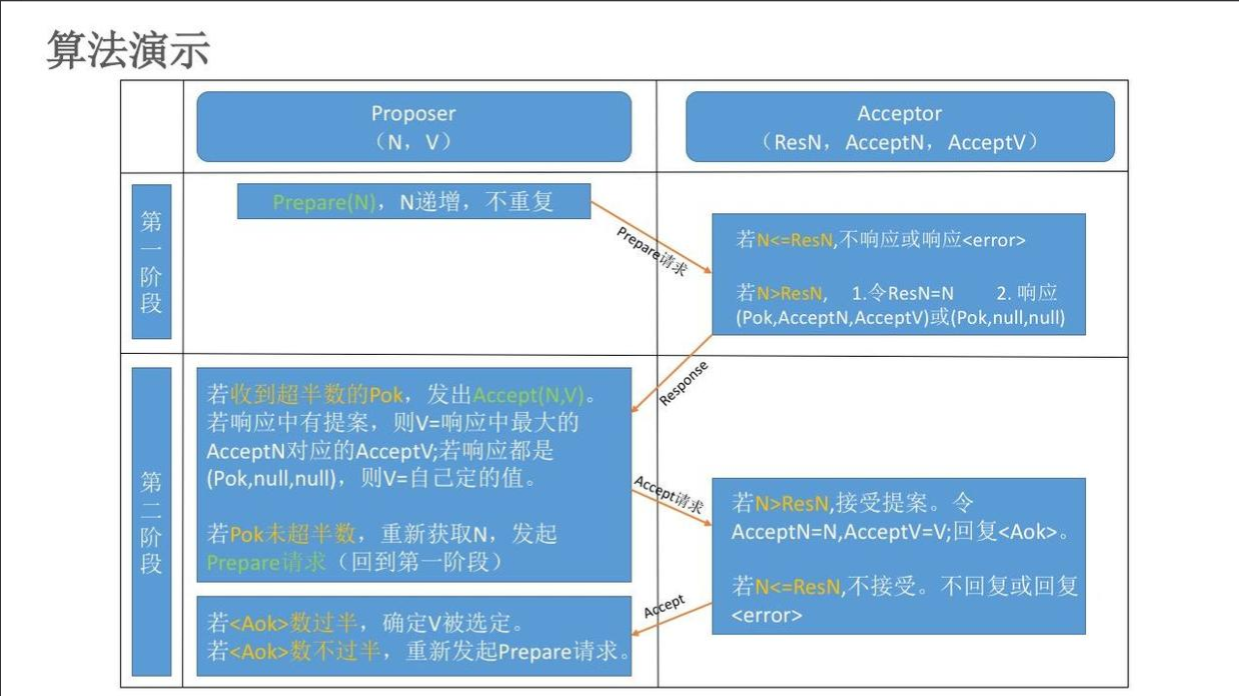 算法演示
Proposer
（N，V）
Acceptor
（ResN，AcceptN，AcceptV）
第一阶段
Prepare(N)，N递增，不重复
Prepare请求
若N<=ResN,不响应或响应<error>
若N>ResN, 1.令ResN=N 2. 响应
(Pok,AcceptN,AcceptV)或(Pok,null,null)
Response
第二阶段
若收到超半数的Pok，发出Accept(N,V)。
若响应中有提案，则V=响应中最大的
AcceptN对应的AcceptV;若响应都是
(Pok,null,null)，则V=自己定的值。
若Pok未超半数，重新获取N，发起
Prepare请求（回到第一阶段）
Accept请求
若N>ResN,接受提案。令
AcceptN=N,AcceptV=V;回复<Aok>。
若N<=ResN,不接受。不回复或回复
<error>
Accept
若<Aok>数过半，确定V被选定。
若<Aok>数不过半，重新发起Prepare请求。